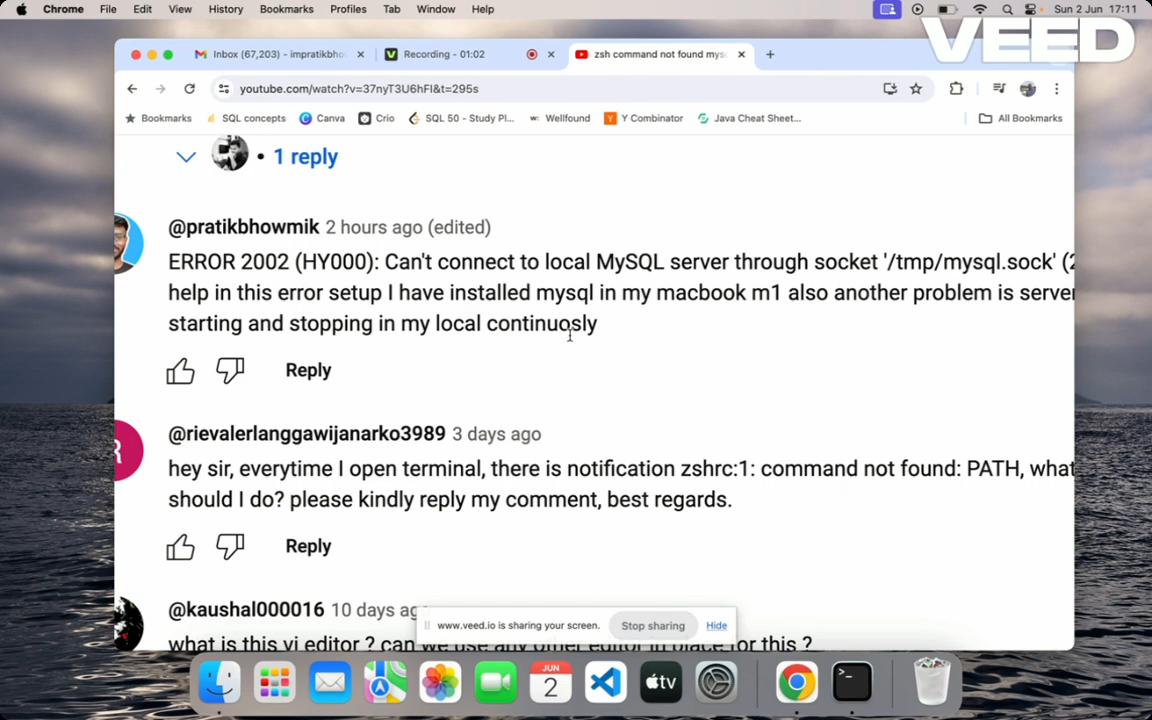 Chrome File Edit View History Bookmarks Profiles Tab Window Help Sun 2 Jun 17:11
VEED
Inbox (67,203) - impratikbho Recording - 01:02 zsh command not found mys
youtube.com/watch?v=37nyT3U6hFI&t=295s
Bookmarks SQL concepts Canva Crio SQL 50 - Study Pl... Wellfound Y Combinator Java Cheat Sheet... All Bookmarks
• 1 reply
@pratikbhowmik 2 hours ago (edited)
ERROR 2002 (HY000): Can't connect to local MySQL server through socket '/tmp/mysql.sock' (2
help in this error setup I have installed mysql in my macbook m1 also another problem is server
starting and stopping in my local continuosly
Reply
@rievalerlanggawijanarko3989 3 days ago
hey sir, everytime I open terminal, there is notification zshrc:1: command not found: PATH, what
should I do? please kindly reply my comment, best regards.
Reply
@kaushal000016 10 days ago
www.veed.io is sharing your screen. Stop sharing Hide
what is this vi editor ? can we use any other editor in place for this ?
JUN
2
tv